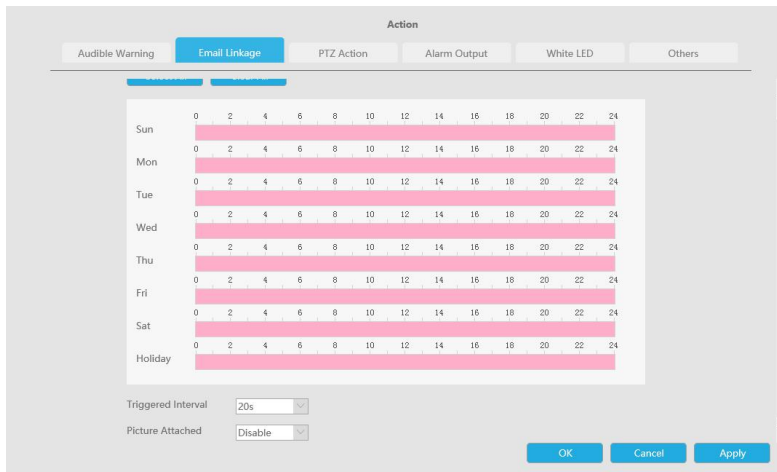 Action
Audible Warning Email Linkage PTZ Action Alarm Output White LED Others
0 2 4 6 8 10 12 14 16 18 20 22 24
Sun
0 2 4 6 8 10 12 14 16 18 20 22 24
Mon
0 2 4 6 8 10 12 14 16 18 20 22 24
Tue
0 2 4 6 8 10 12 14 16 18 20 22 24
Wed
0 2 4 6 8 10 12 14 16 18 20 22 24
Thu
0 2 4 6 8 10 12 14 16 18 20 22 24
Fri
0 2 4 6 8 10 12 14 16 18 20 22 24
Sat
0 2 4 6 8 10 12 14 16 18 20 22 24
Holiday
Triggered Interval 20s
Picture Attached Disable
OK Cancel Apply